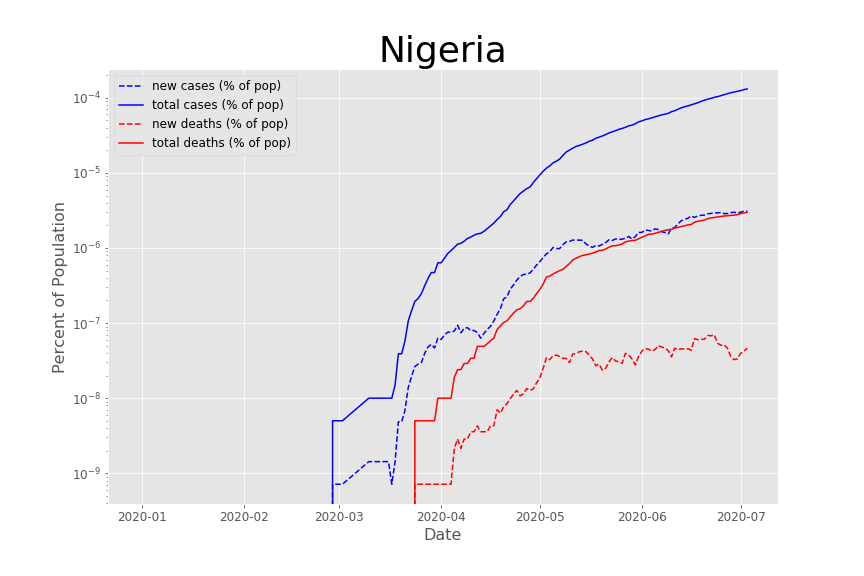 Nigeria
new cases (% of pop)
total cases (% of pop)
new deaths (% of pop)
total deaths (% of pop)
Percent of Population
10⁻⁴
10⁻⁵
10⁻⁶
10⁻⁷
10⁻⁸
10⁻⁹
2020-01 2020-02 2020-03 2020-04 2020-05 2020-06 2020-07
Date